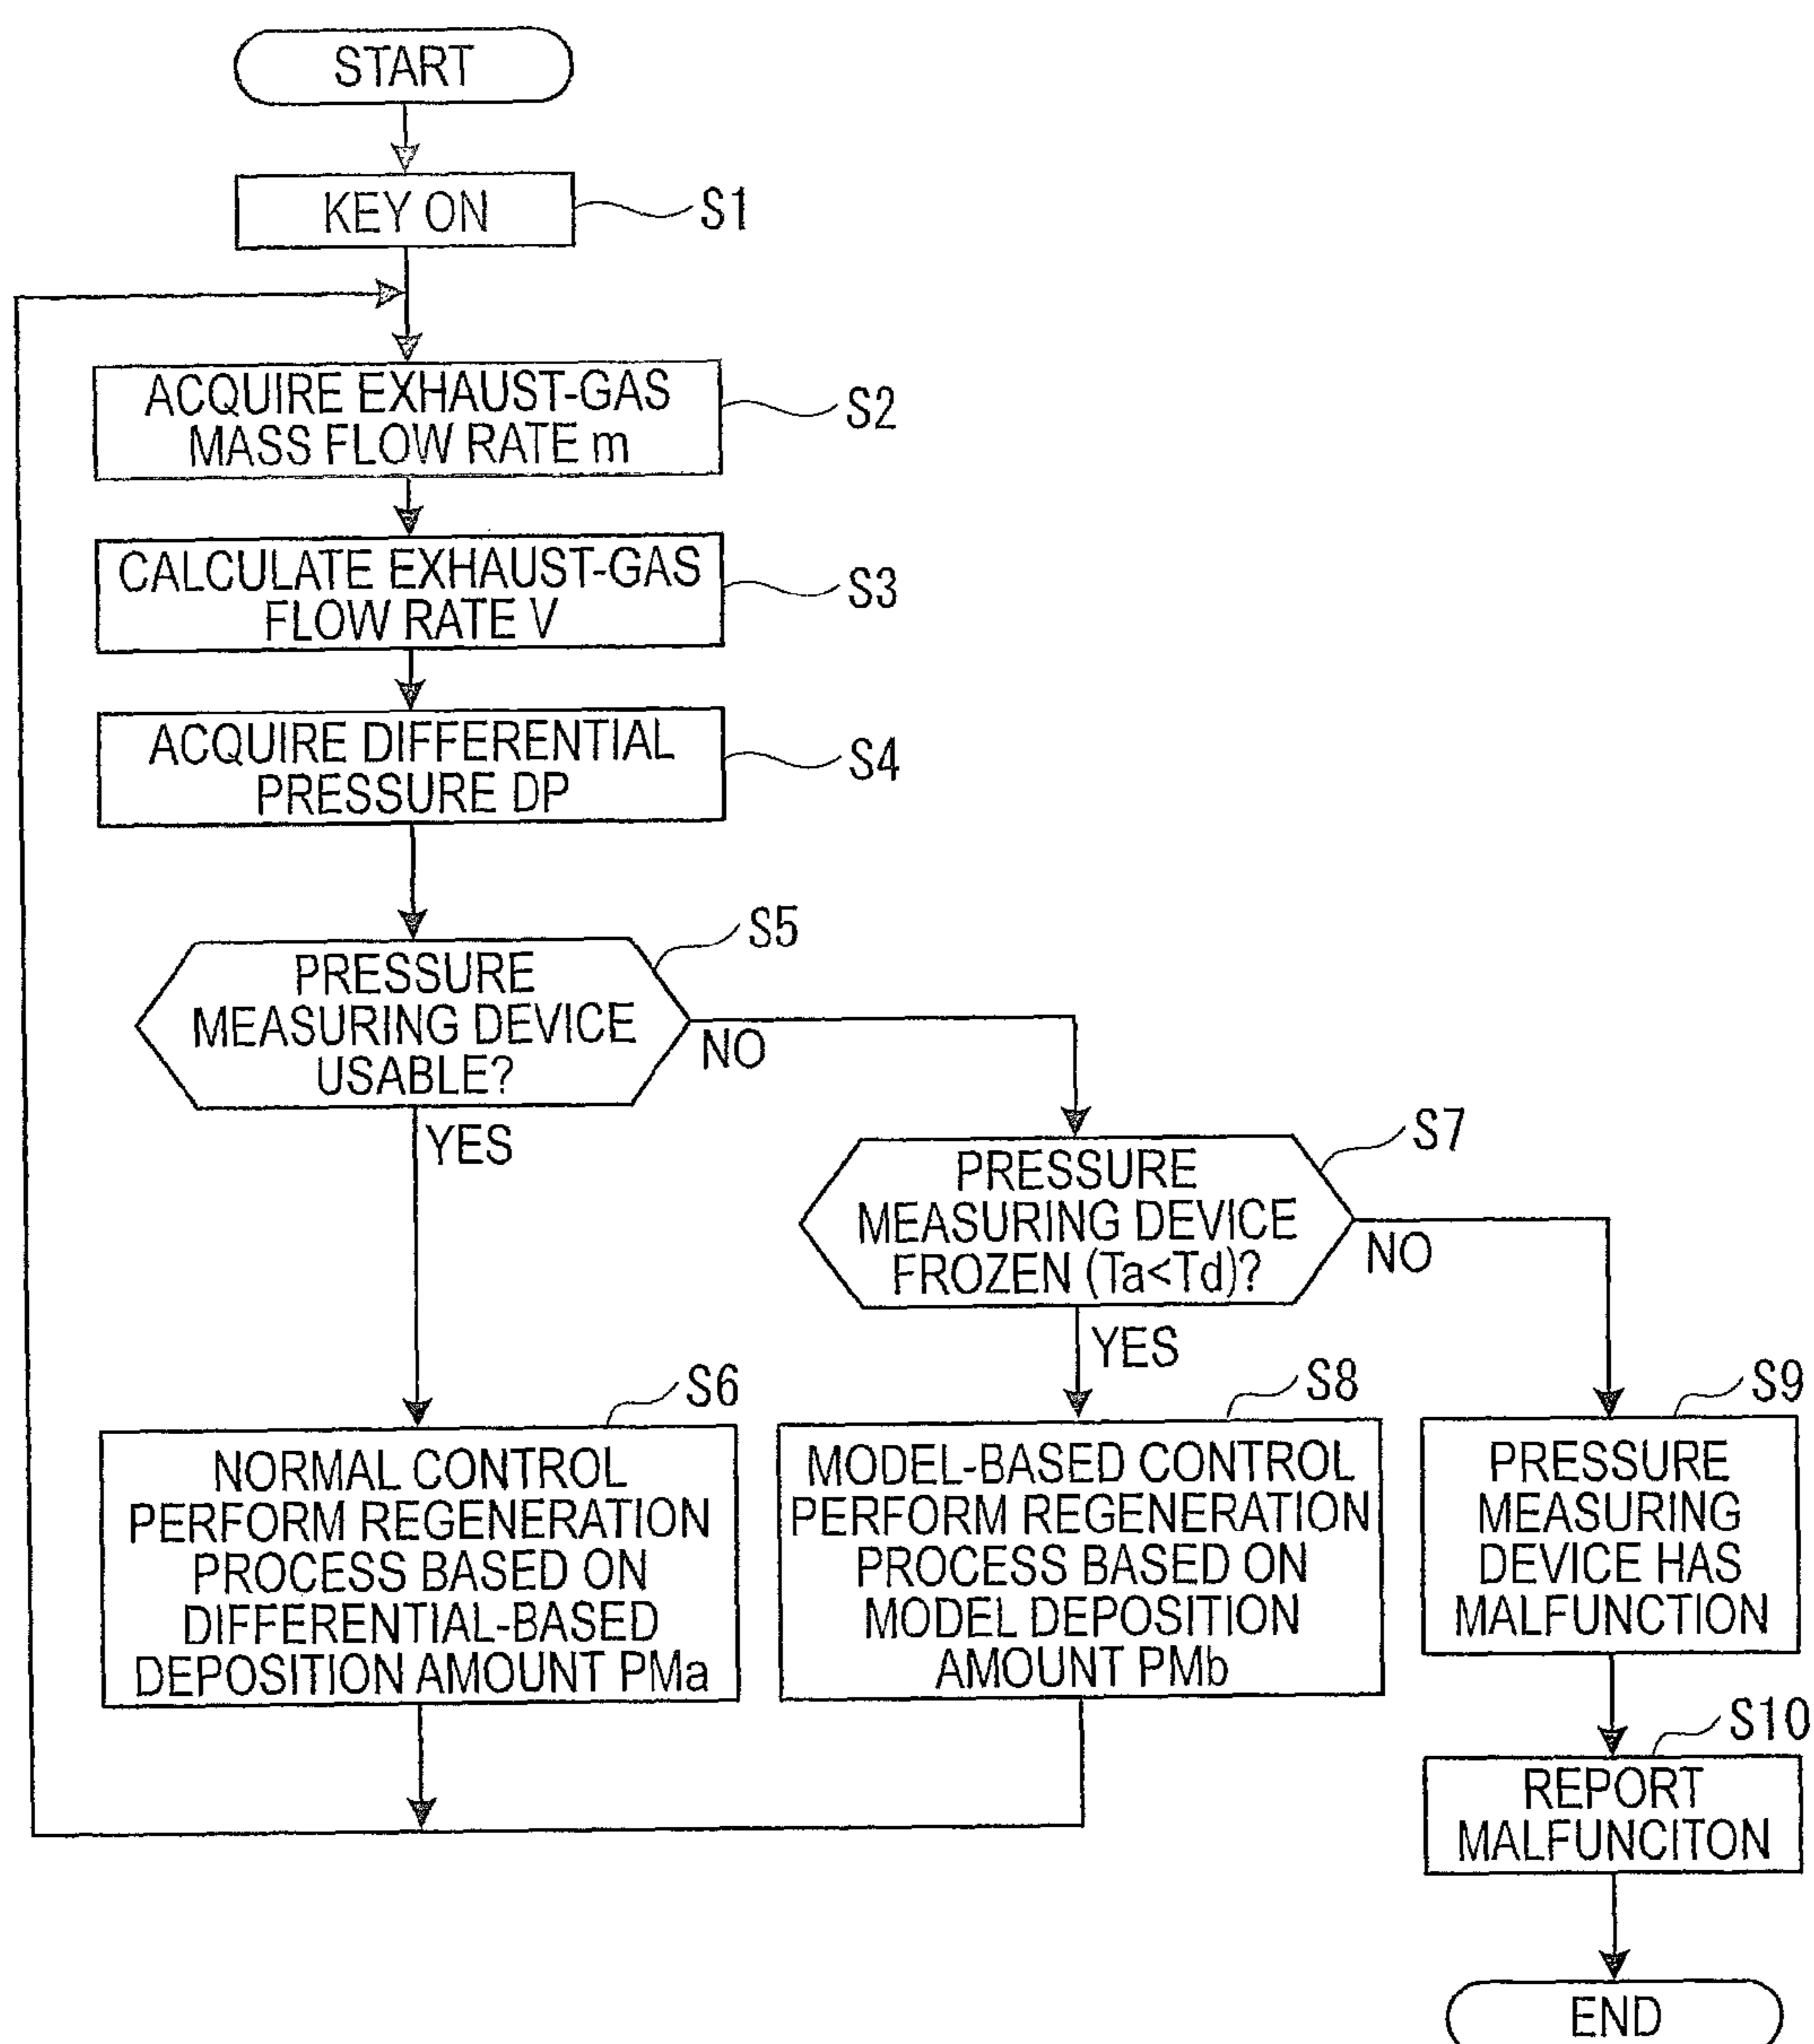 START
KEY ON
S1
ACQUIRE EXHAUST-GAS
MASS FLOW RATE m
S2
CALCULATE EXHAUST-GAS
FLOW RATE V
S3
ACQUIRE DIFFERENTIAL
PRESSURE DP
S4
S5
PRESSURE
MEASURING DEVICE
USABLE?
NO
YES
S7
PRESSURE
MEASURING DEVICE
FROZEN (Ta<Td)?
NO
YES
S6
NORMAL CONTROL
PERFORM REGENERATION
PROCESS BASED ON
DIFFERENTIAL-BASED
DEPOSITION AMOUNT PMa
S8
MODEL-BASED CONTROL
PERFORM REGENERATION
PROCESS BASED ON
MODEL DEPOSITION
AMOUNT PMb
S9
PRESSURE
MEASURING
DEVICE HAS
MALFUNCTION
S10
REPORT
MALFUNCITON
END